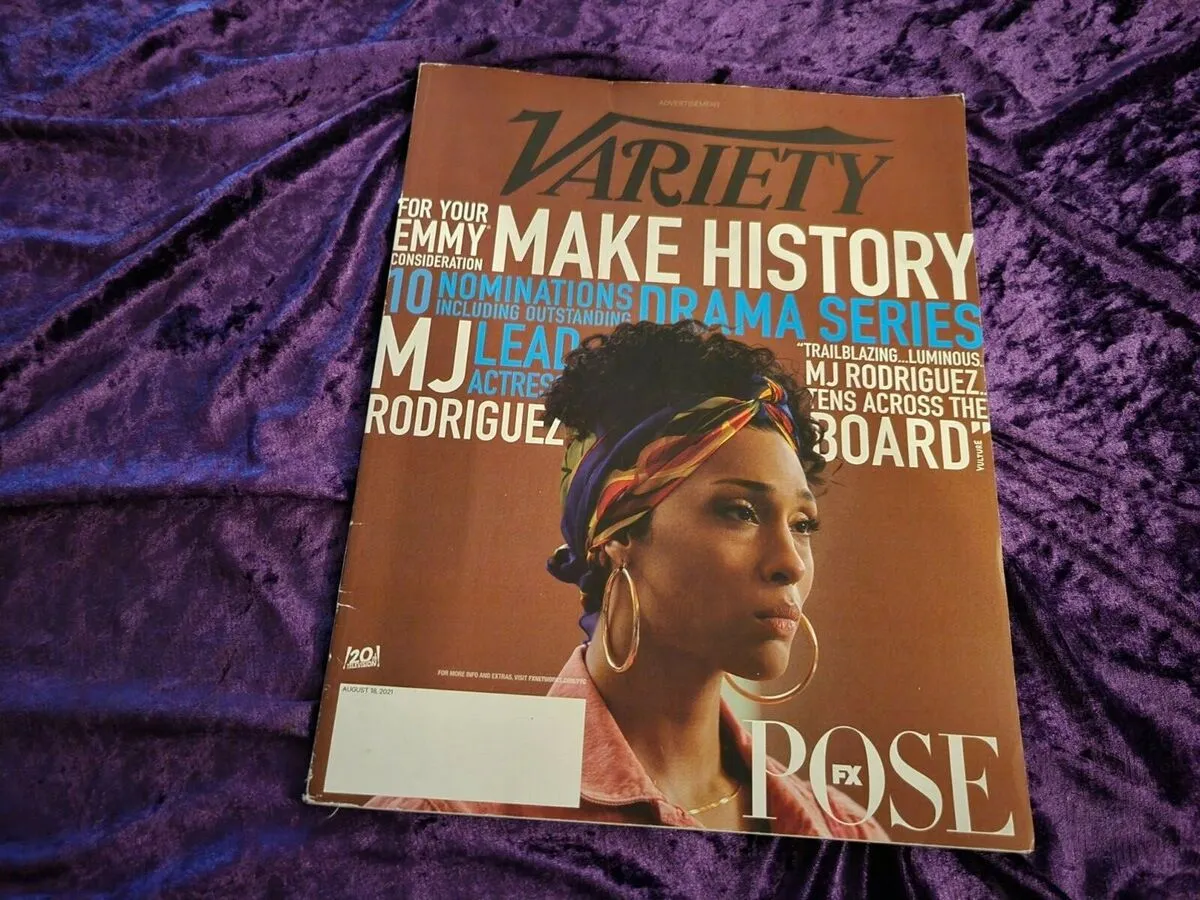 ADVERTISEMENT
VARIETY
FOR YOUR
EMMY®
CONSIDERATION
MAKE HISTORY
10 NOMINATIONS
INCLUDING OUTSTANDING
DRAMA SERIES
MJ LEAD
ACTRESS
RODRIGUEZ
"TRAILBLAZING...LUMINOUS
MJ RODRIGUEZ...
TENS ACROSS THE
BOARD"
VULTURE
20th
TELEVISION
FOR MORE INFO AND EXTRAS, VISIT FXNETWORKS.COM/FYC
AUGUST 18, 2021
POSE
FX